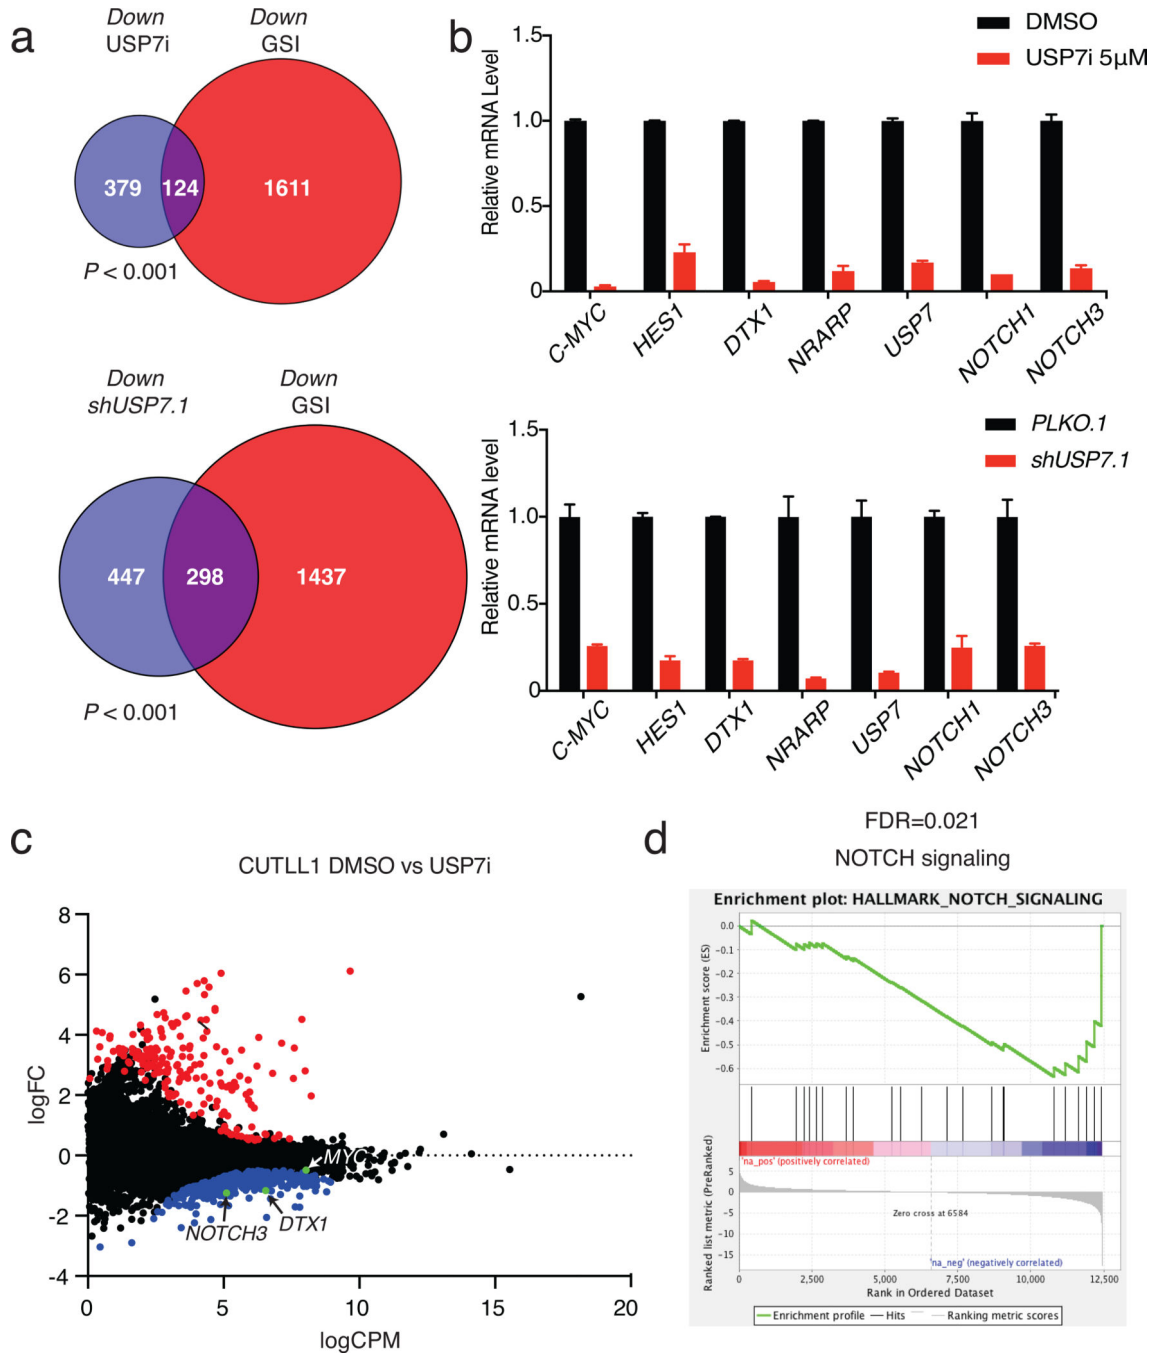 a
Down
USP7i
Down
GSI
379
124
1611
P < 0.001
Down
shUSP7.1
Down
GSI
447
298
1437
P < 0.001
b
DMSO
USP7i 5µM
Relative mRNA Level
1.5
1.0
0.5
0
C-MYC
HES1
DTX1
NRARP
USP7
NOTCH1
NOTCH3
PLKO.1
shUSP7.1
Relative mRNA level
1.5
1.0
0.5
0
C-MYC
HES1
DTX1
NRARP
USP7
NOTCH1
NOTCH3
c
CUTLL1 DMSO vs USP7i
logFC
8
6
4
2
0
-2
-4
MYC
NOTCH3
DTX1
0
5
10
15
20
logCPM
d
FDR=0.021
NOTCH signaling
Enrichment plot: HALLMARK_NOTCH_SIGNALING
Enrichment score (ES)
0.0
-0.1
-0.2
-0.3
-0.4
-0.5
-0.6
'na_pos' (positively correlated)
Ranked list metric (PreRanked)
5
0
-5
-10
-15
Zero cross at 6584
'na_neg' (negatively correlated)
0
2,500
5,000
7,500
10,000
12,500
Rank in Ordered Dataset
Enrichment profile
Hits
Ranking metric scores